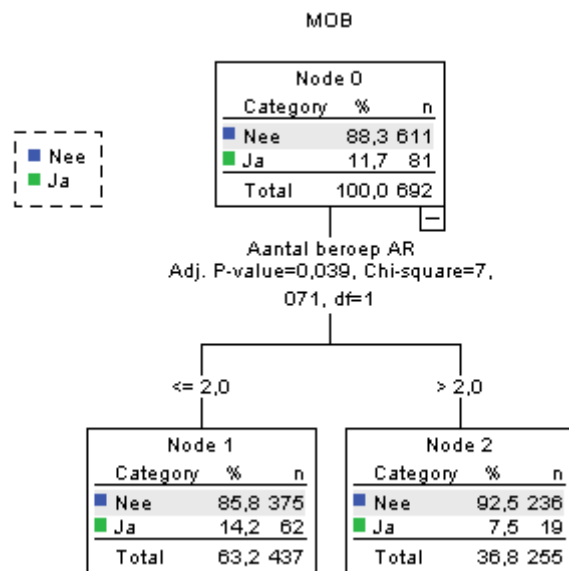 MOB
Node 0
Category % n
Nee 88,3 611
Ja 11,7 81
Total 100,0 692
Nee
Ja
Aantal beroep AR
Adj. P-value=0,039, Chi-square=7,
071, df=1
<= 2,0
> 2,0
Node 1
Category % n
Nee 85,8 375
Ja 14,2 62
Total 63,2 437
Node 2
Category % n
Nee 92,5 236
Ja 7,5 19
Total 36,8 255